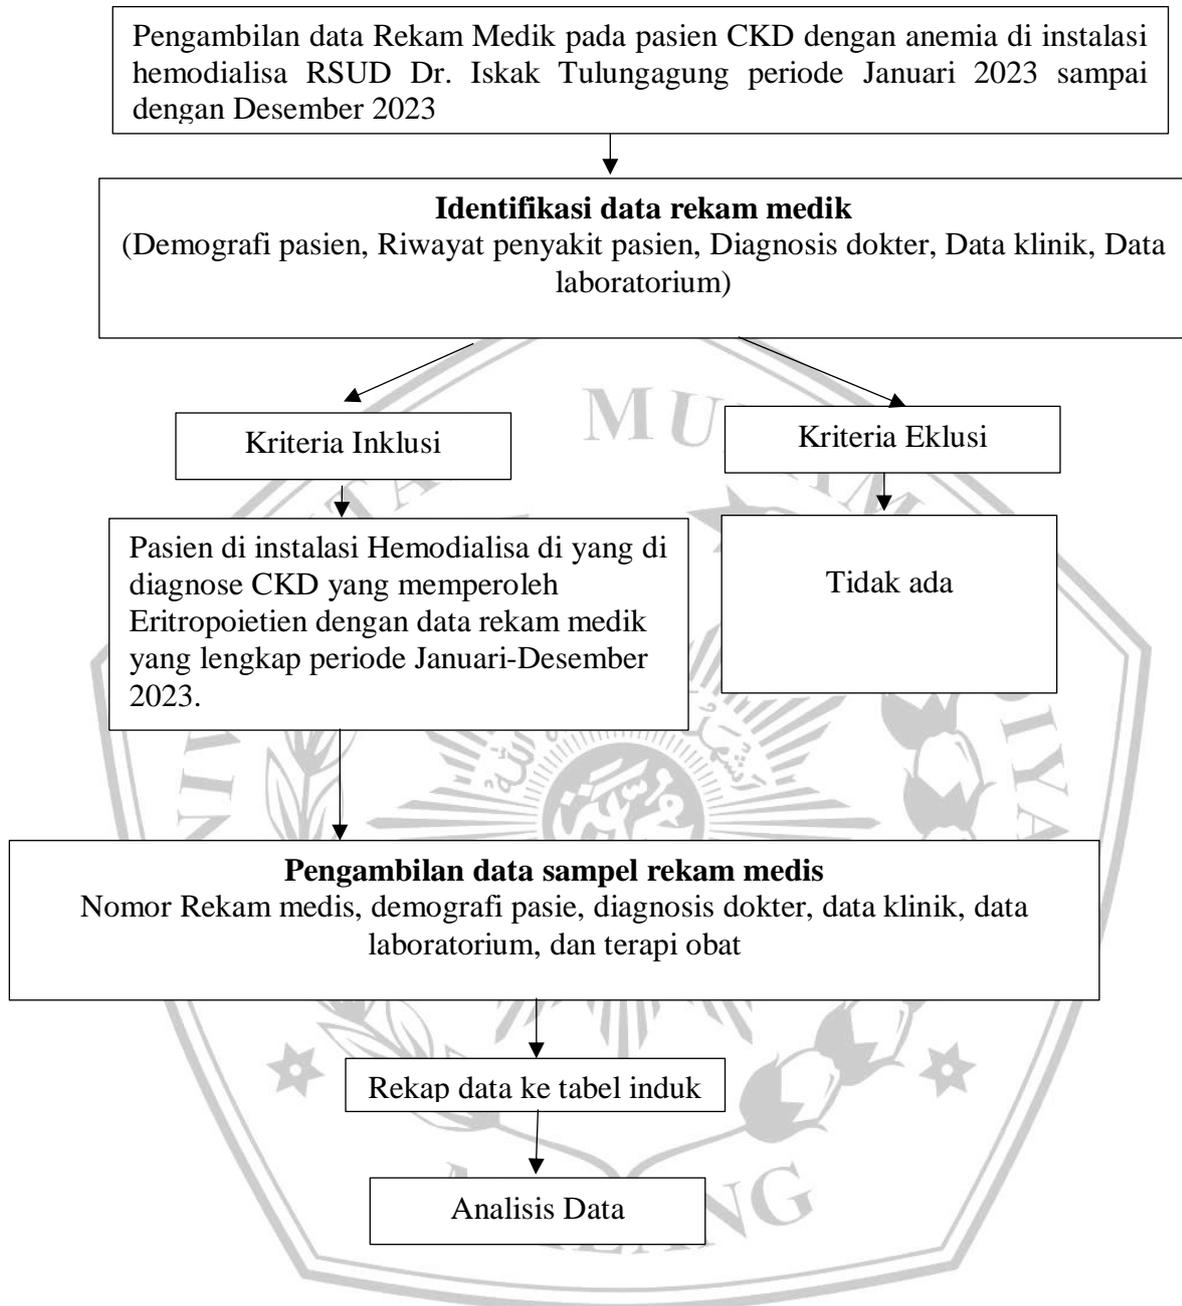 Pengambilan data Rekam Medik pada pasien CKD dengan anemia di instalasi
hemodialisa RSUD Dr. Iskak Tulungagung periode Januari 2023 sampai
dengan Desember 2023
Identifikasi data rekam medik
(Demografi pasien, Riwayat penyakit pasien, Diagnosis dokter, Data klinik, Data
laboratorium)
Kriteria Inklusi
Kriteria Eklusi
Pasien di instalasi Hemodialisa di yang di
diagnose CKD yang memperoleh
Eritropoietien dengan data rekam medik
yang lengkap periode Januari-Desember
2023.
Tidak ada
Pengambilan data sampel rekam medis
Nomor Rekam medis, demografi pasie, diagnosis dokter, data klinik, data
laboratorium, dan terapi obat
Rekap data ke tabel induk
Analisis Data